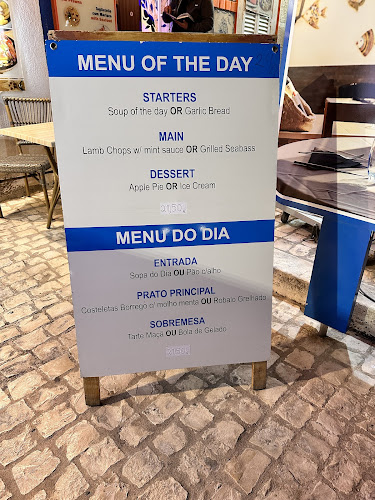 MENU OF THE DAY
STARTERS
Soup of the day OR Garlic Bread
MAIN
Lamb Chops w/ mint sauce OR Grilled Seabass
DESSERT
Apple Pie OR Ice Cream
MENU DO DIA
ENTRADA
Sopa do Dia OU Pão c/alho
PRATO PRINCIPAL
Costeletas Borrego c/ molho menta OU Robalo Grelhado
SOBREMESA
Tarte Maça OU Bola de Gelado